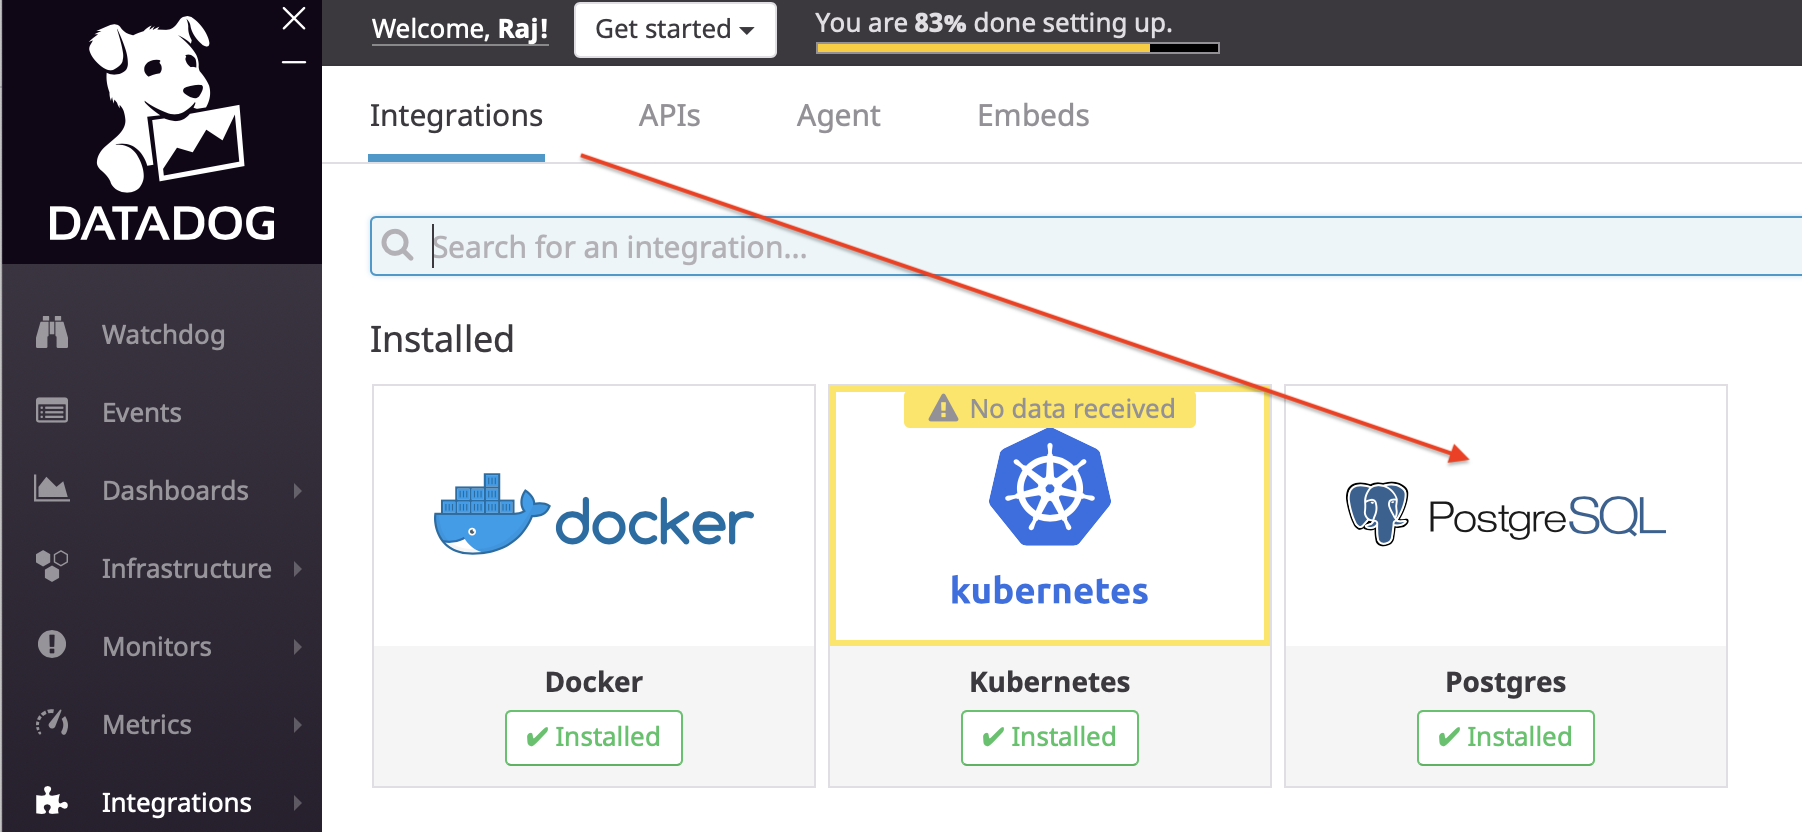 DATADOG
Welcome, Raj!
Get started
You are 83% done setting up.
Integrations
APIs
Agent
Embeds
Search for an integration...
Watchdog
Events
Dashboards
Infrastructure
Monitors
Metrics
Integrations
Installed
docker
Docker
✔ Installed
No data received
kubernetes
Kubernetes
✔ Installed
PostgreSQL
Postgres
✔ Installed